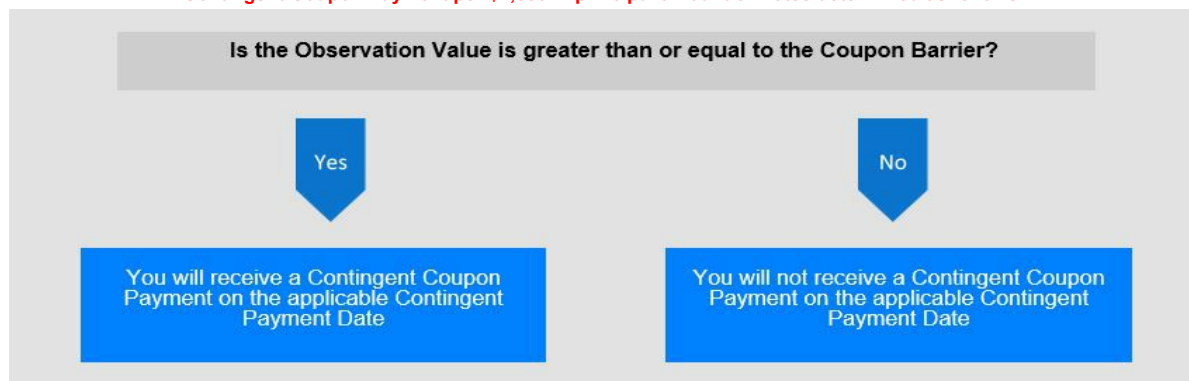 Is the Observation Value is greater than or equal to the Coupon Barrier?
Yes
No
You will receive a Contingent Coupon
Payment on the applicable Contingent
Payment Date
You will not receive a Contingent Coupon
Payment on the applicable Contingent
Payment Date